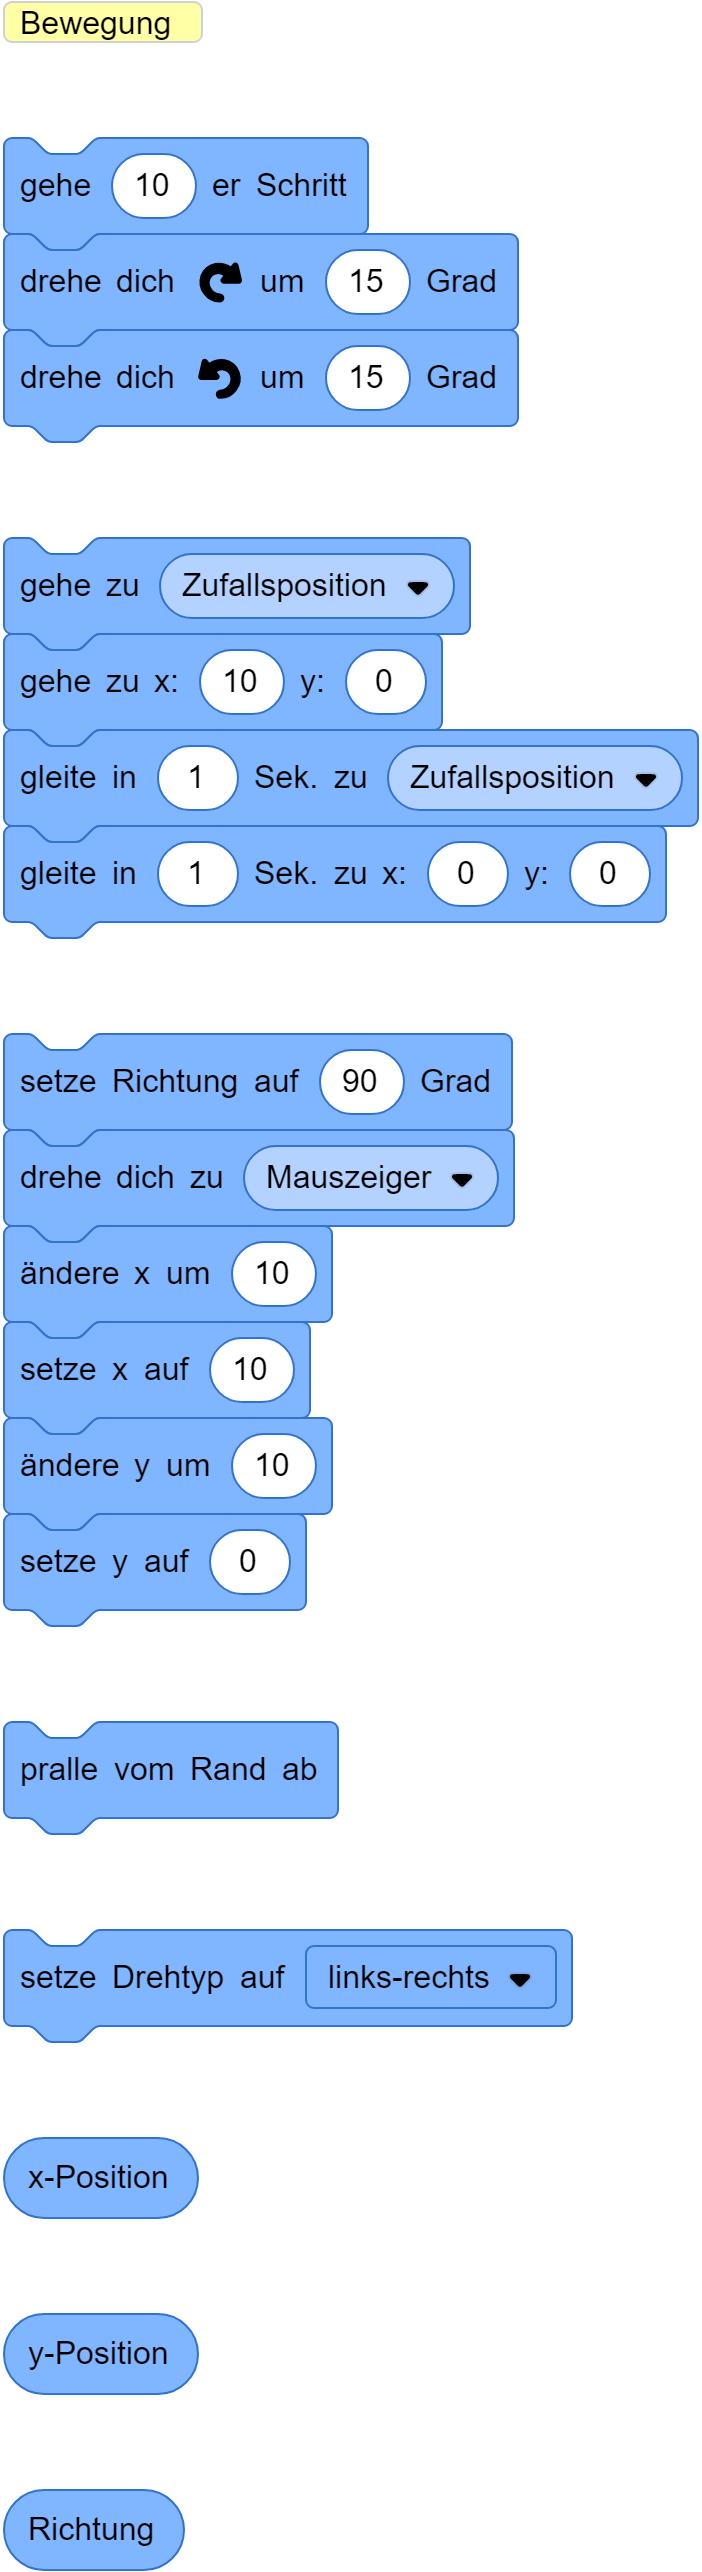 Bewegung
gehe 10 er Schritt
drehe dich um 15 Grad
drehe dich um 15 Grad
gehe zu Zufallsposition
gehe zu x: 10 y: 0
gleite in 1 Sek. zu Zufallsposition
gleite in 1 Sek. zu x: 0 y: 0
setze Richtung auf 90 Grad
drehe dich zu Mauszeiger
ändere x um 10
setze x auf 10
ändere y um 10
setze y auf 0
pralle vom Rand ab
setze Drehtyp auf links-rechts
x-Position
y-Position
Richtung